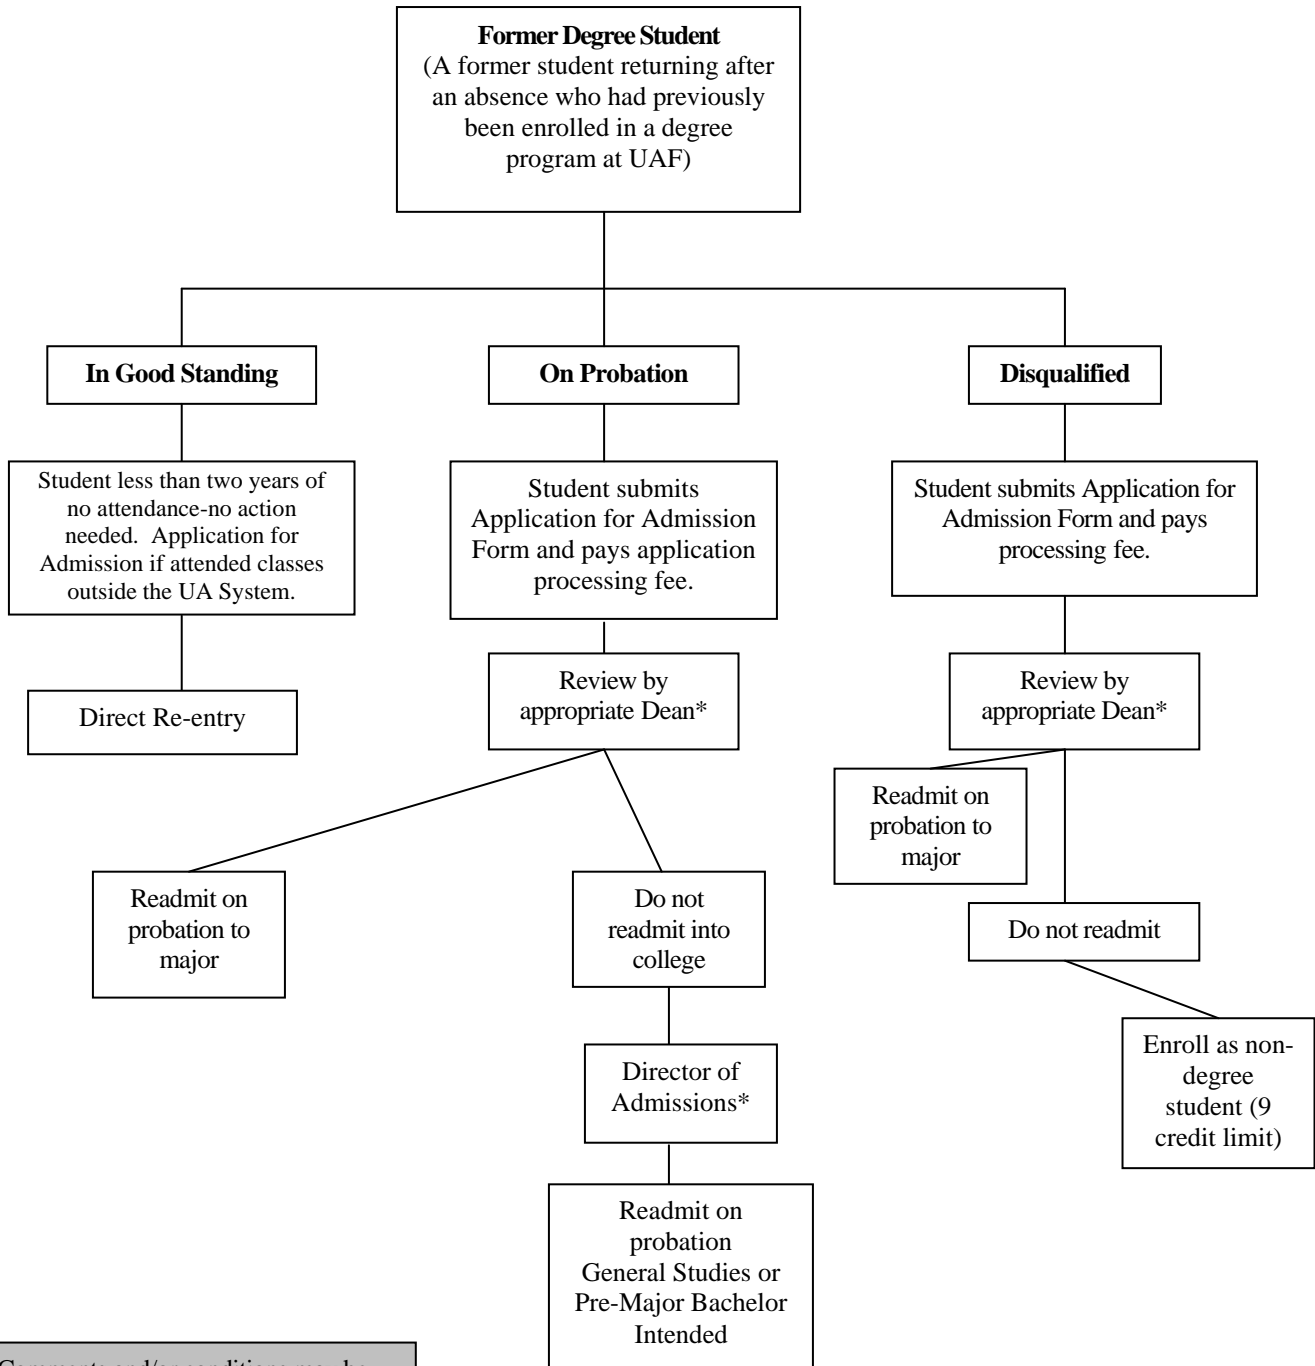 Former Degree Student
(A former student returning after
an absence who had previously
been enrolled in a degree
program at UAF)
In Good Standing
On Probation
Disqualified
Student less than two years of
no attendance-no action
needed. Application for
Admission if attended classes
outside the UA System.
Student submits
Application for Admission
Form and pays application
processing fee.
Student submits Application for
Admission Form and pays
processing fee.
Direct Re-entry
Review by
appropriate Dean*
Review by
appropriate Dean*
Readmit on
probation to
major
Readmit on
probation to
major
Do not
readmit into
college
Do not readmit
Director of
Admissions*
Enroll as non-
degree
student (9
credit limit)
Readmit on
probation
General Studies or
Pre-Major Bachelor
Intended
Comments and/or conditions may be